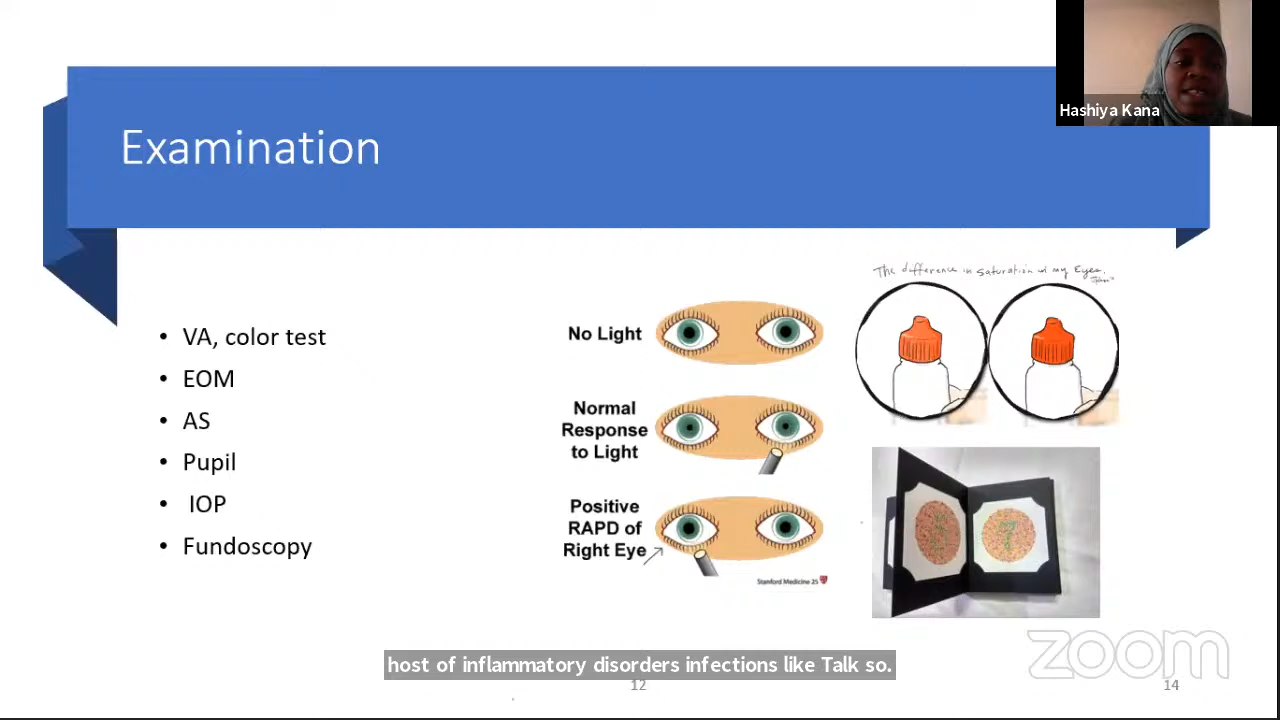 Hashiya Kana
Examination
• VA, color test
• EOM
• AS
• Pupil
• IOP
• Fundoscopy
No Light
Normal
Response
to Light
Positive
RAPD of
Right Eye
Stanford Medicine 25
The difference in saturation in my Eyes.
7
host of inflammatory disorders infections like Talk so.
zoom
12
14